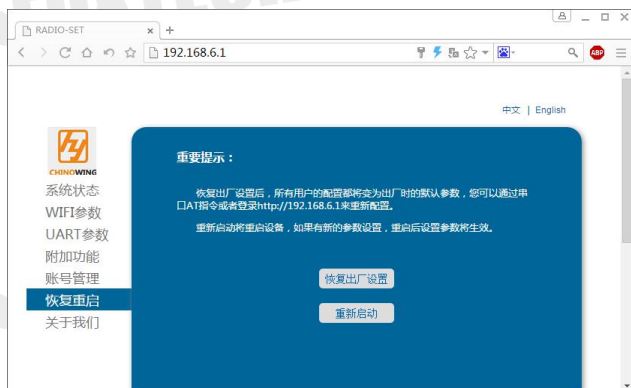 RADIO-SET
192.168.6.1
ABP
中文 | English
CHINOWING
系统状态
WIFI参数
UART参数
附加功能
账号管理
恢复重启
关于我们
重要提示：
恢复出厂设置后，所有用户的配置都将变为出厂时的默认参数，您可以通过串
口AT指令或者登录http://192.168.6.1来重新配置。
重新启动将重启设备，如果有新的参数设置，重启后设置参数将生效。
恢复出厂设置
重新启动